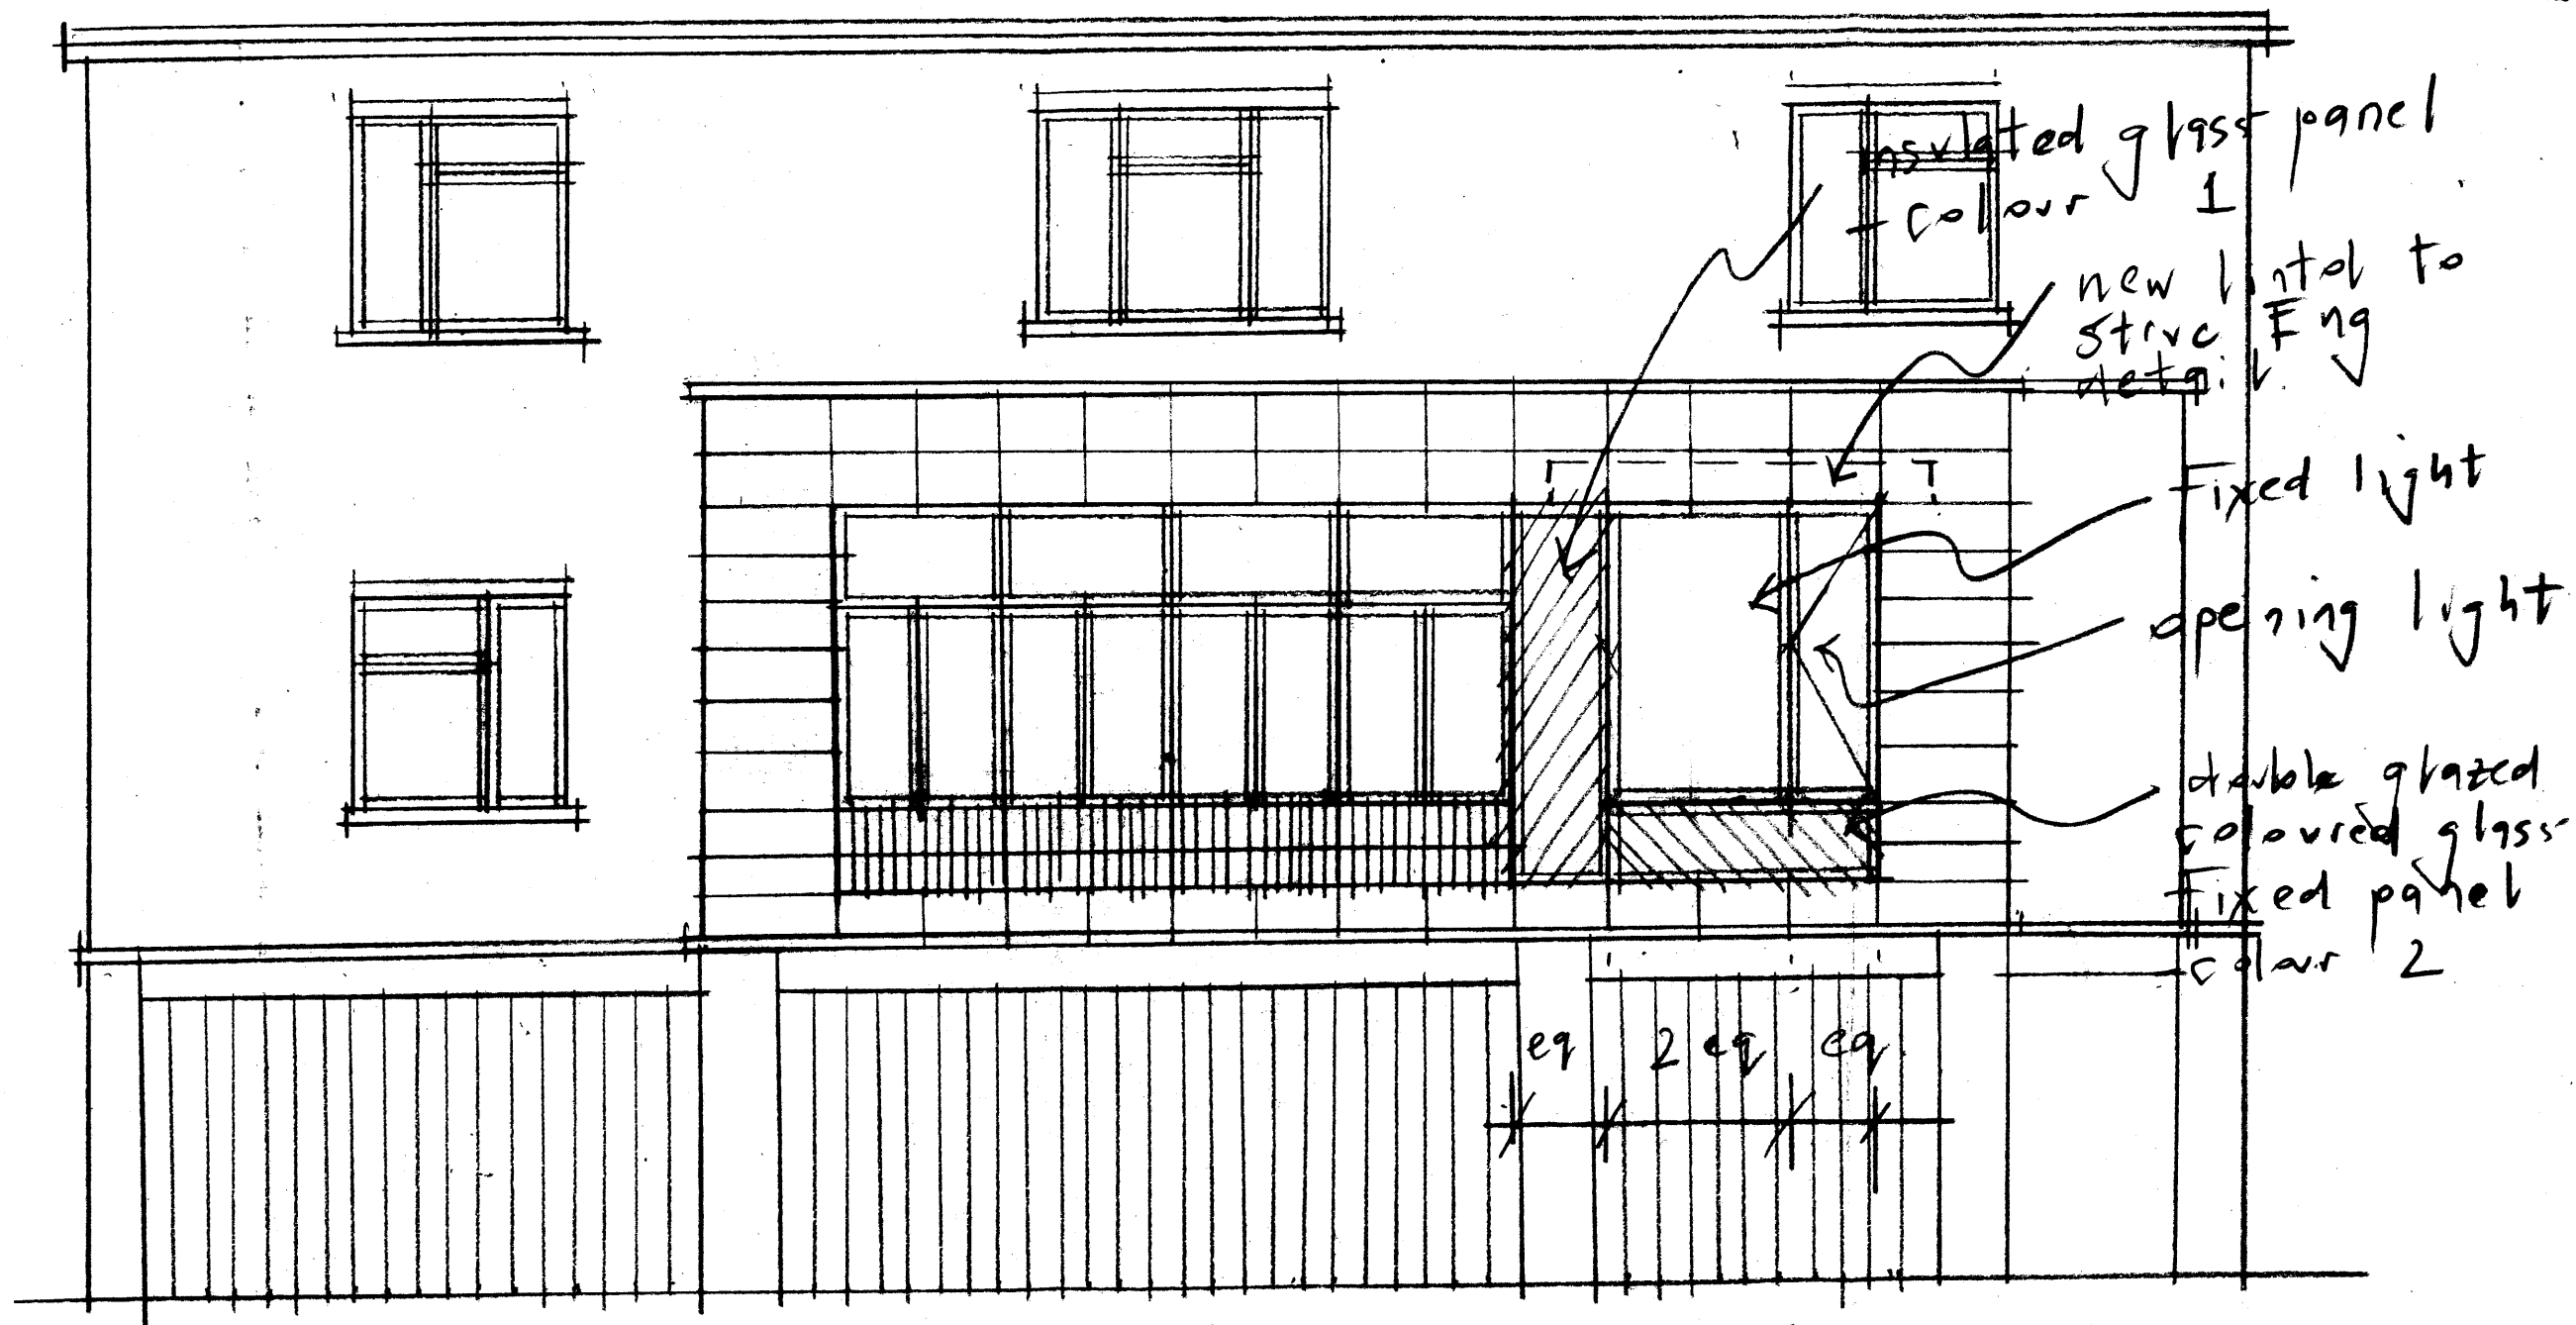 insulated glass panel
- colour 1
new lintol to
struc Eng
detail.
Fixed light
opening light
double glazed
coloured glass
fixed panel
colour 2
eq 2 eq eq